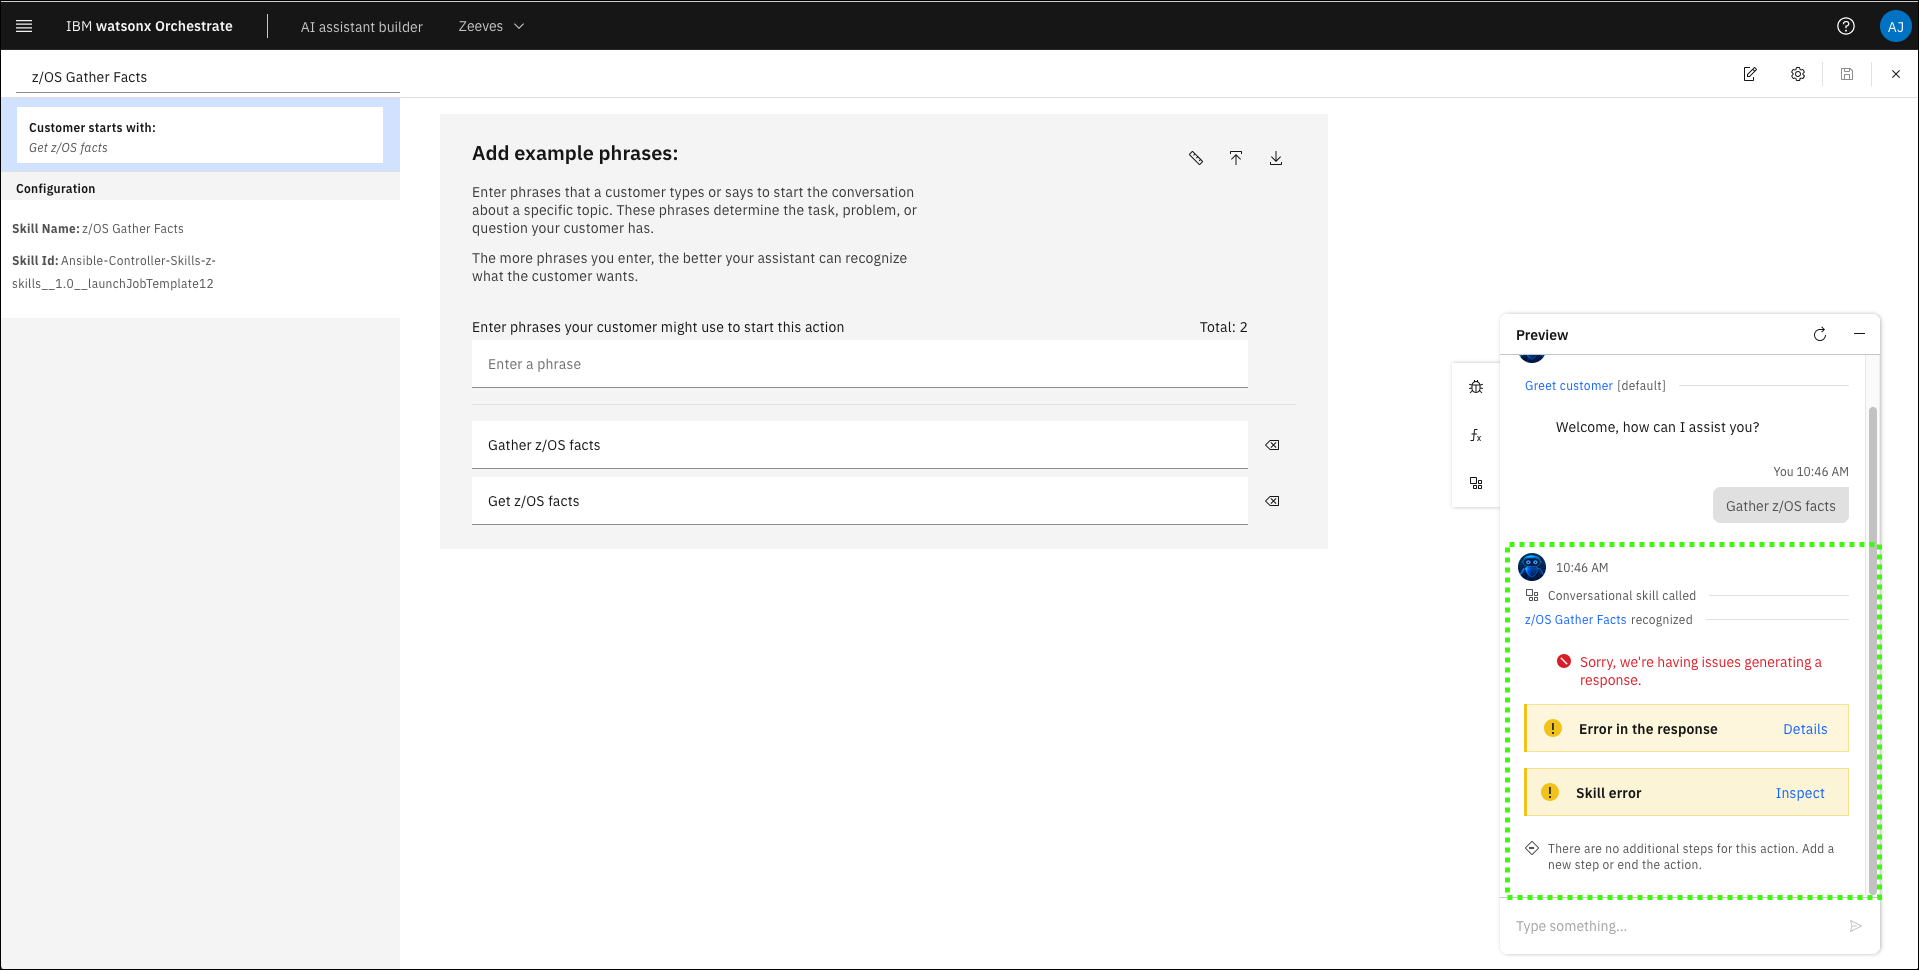 IBM watsonx Orchestrate
AI assistant builder
Zeeves
AJ
z/OS Gather Facts
Customer starts with:
Get z/OS facts
Configuration
Skill Name: z/OS Gather Facts
Skill Id: Ansible-Controller-Skills-z-
skills__1.0__launchJobTemplate12
Add example phrases:
Enter phrases that a customer types or says to start the conversation
about a specific topic. These phrases determine the task, problem, or
question your customer has.
The more phrases you enter, the better your assistant can recognize
what the customer wants.
Enter phrases your customer might use to start this action
Total: 2
Enter a phrase
Gather z/OS facts
Get z/OS facts
Preview
Greet customer [default]
Welcome, how can I assist you?
You 10:46 AM
Gather z/OS facts
10:46 AM
Conversational skill called
z/OS Gather Facts recognized
Sorry, we're having issues generating a
response.
Error in the response
Details
Skill error
Inspect
There are no additional steps for this action. Add a
new step or end the action.
Type something...